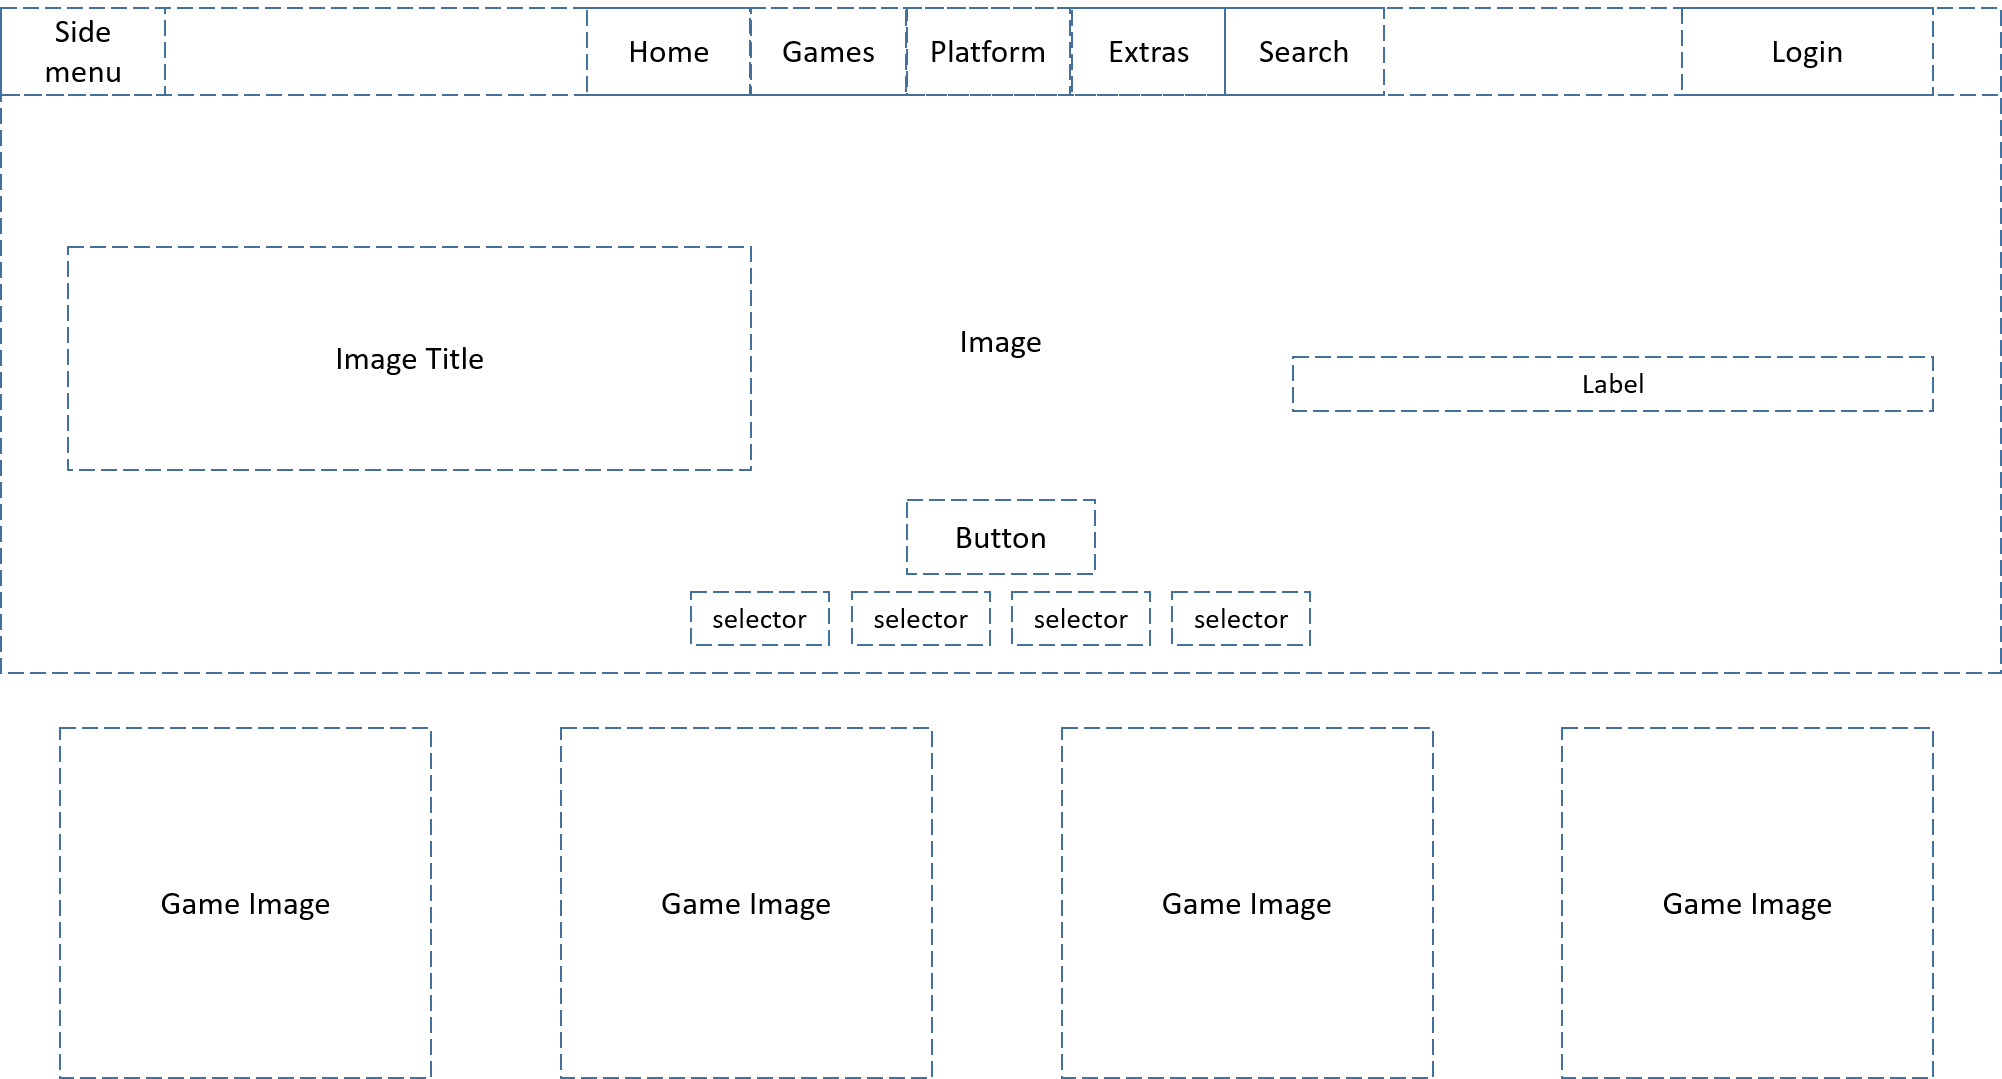 Side
menu
Home
Games
Platform
Extras
Search
Login
Image Title
Image
Label
Button
selector
selector
selector
selector
Game Image
Game Image
Game Image
Game Image